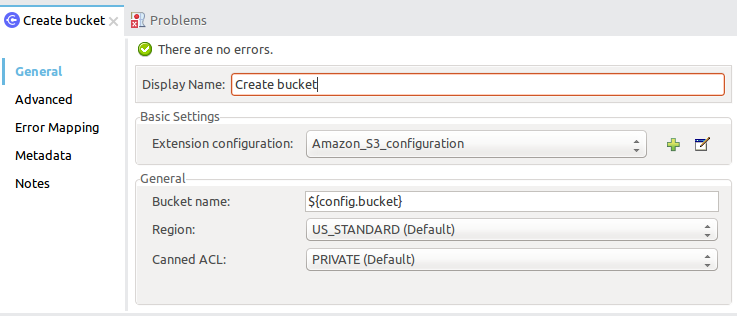 Create bucket
Problems
There are no errors.
General
Advanced
Error Mapping
Metadata
Notes
Display Name: Create bucket
Basic Settings
Extension configuration: Amazon_S3_configuration
General
Bucket name: ${config.bucket}
Region: US_STANDARD (Default)
Canned ACL: PRIVATE (Default)